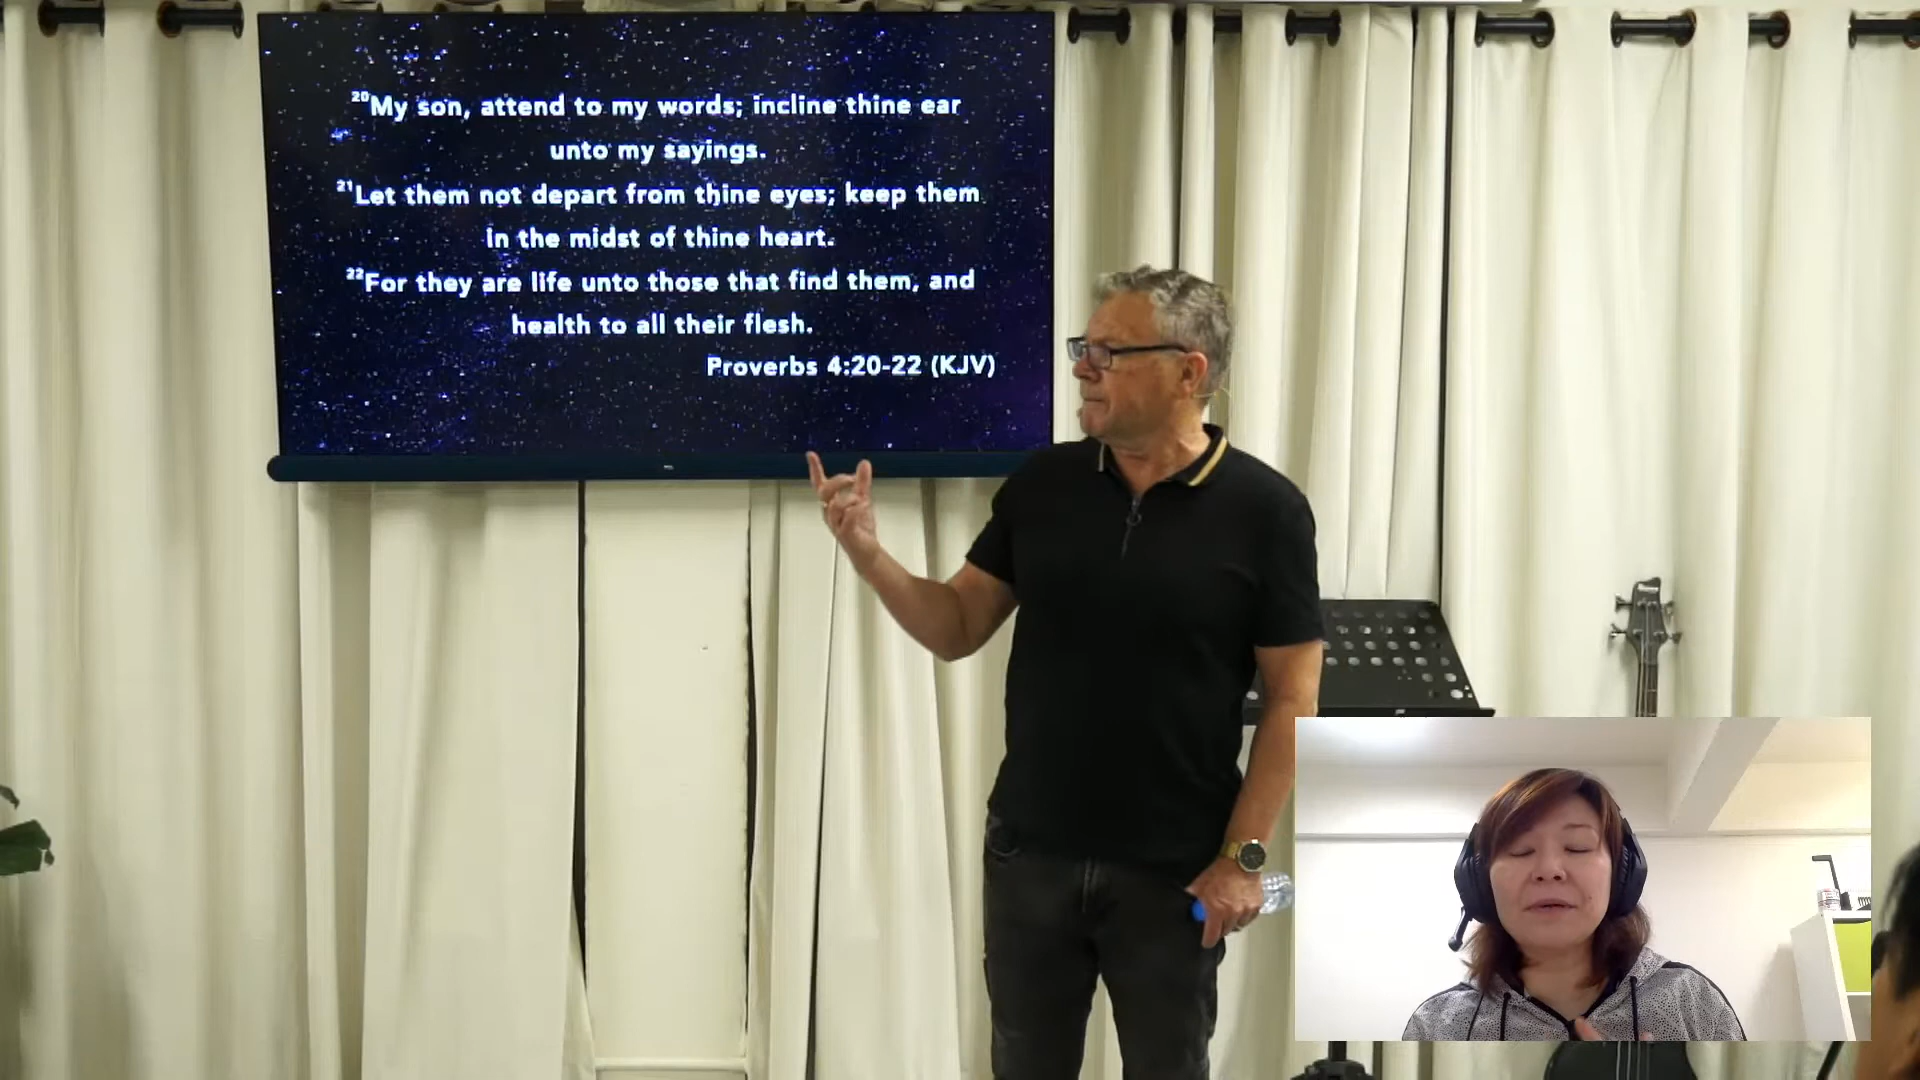 ²⁰My son, attend to my words; incline thine ear
unto my sayings.
²¹Let them not depart from thine eyes; keep them
in the midst of thine heart.
²²For they are life unto those that find them, and
health to all their flesh.
Proverbs 4:20-22 (KJV)